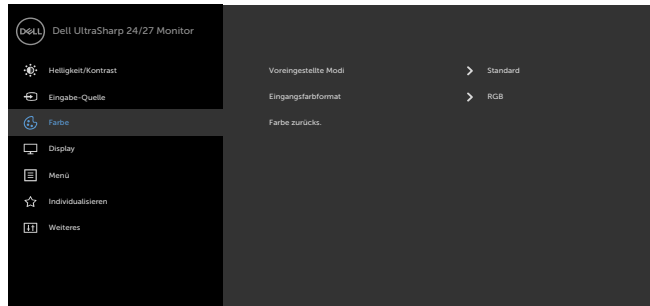 DELL
Dell UltraSharp 24/27 Monitor
Helligkeit/Kontrast
Voreingestellte Modi
Standard
Eingabe-Quelle
Eingangsfarbformat
RGB
Farbe
Farbe zurücks.
Display
Menü
Individualisieren
Weiteres